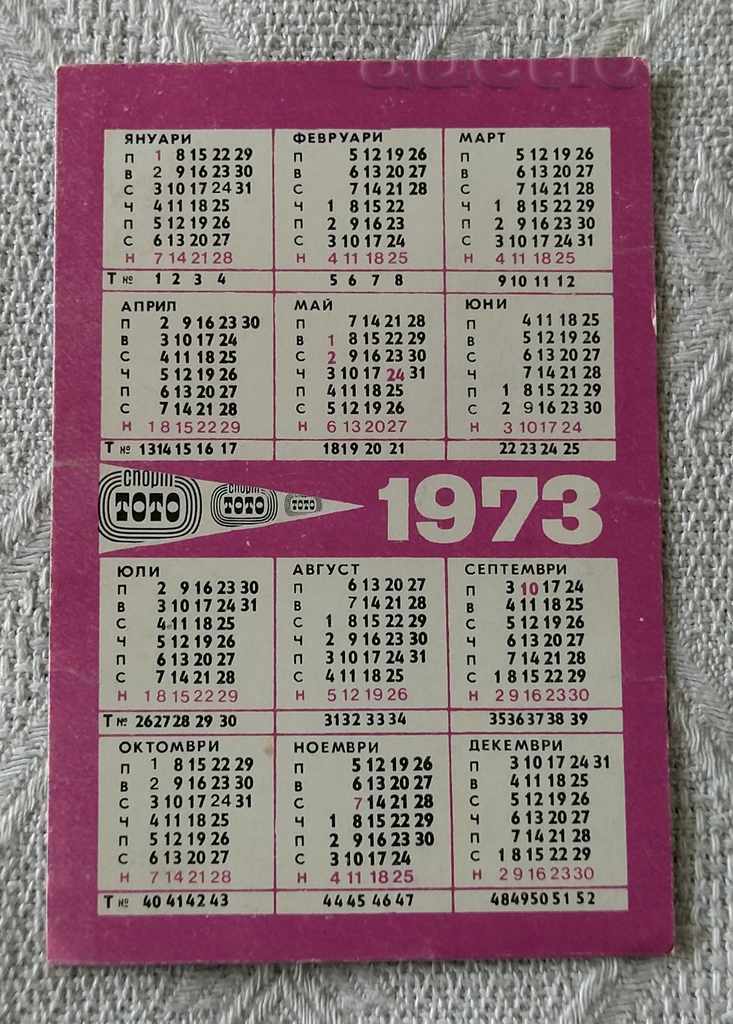 ЯНУАРИ
П 1 8 15 22 29
В 2 9 16 23 30
С 3 10 17 24 31
Ч 4 11 18 25
П 5 12 19 26
С 6 13 20 27
Н 7 14 21 28
Т № 1 2 3 4
ФЕВРУАРИ
П 5 12 19 26
В 6 13 20 27
С 7 14 21 28
Ч 1 8 15 22
П 2 9 16 23
С 3 10 17 24
Н 4 11 18 25
5 6 7 8
МАРТ
П 5 12 19 26
В 6 13 20 27
С 7 14 21 28
Ч 1 8 15 22 29
П 2 9 16 23 30
С 3 10 17 24 31
Н 4 11 18 25
9 10 11 12
АПРИЛ
П 2 9 16 23 30
В 3 10 17 24
С 4 11 18 25
Ч 5 12 19 26
П 6 13 20 27
С 7 14 21 28
Н 1 8 15 22 29
Т № 13 14 15 16 17
МАЙ
П 7 14 21 28
В 1 8 15 22 29
С 2 9 16 23 30
Ч 3 10 17 24 31
П 4 11 18 25
С 5 12 19 26
Н 6 13 20 27
18 19 20 21
ЮНИ
П 4 11 18 25
В 5 12 19 26
С 6 13 20 27
Ч 7 14 21 28
П 1 8 15 22 29
С 2 9 16 23 30
Н 3 10 17 24
22 23 24 25
спорт ТОТО
спорт ТОТО
ТОТО
1973
ЮЛИ
П 2 9 16 23 30
В 3 10 17 24 31
С 4 11 18 25
Ч 5 12 19 26
П 6 13 20 27
С 7 14 21 28
Н 1 8 15 22 29
Т № 26 27 28 29 30
АВГУСТ
П 6 13 20 27
В 7 14 21 28
С 1 8 15 22 29
Ч 2 9 16 23 30
П 3 10 17 24 31
С 4 11 18 25
Н 5 12 19 26
31 32 33 34
СЕПТЕМВРИ
П 3 10 17 24
В 4 11 18 25
С 5 12 19 26
Ч 6 13 20 27
П 7 14 21 28
С 1 8 15 22 29
Н 2 9 16 23 30
35 36 37 38 39
ОКТОМВРИ
П 1 8 15 22 29
В 2 9 16 23 30
С 3 10 17 24 31
Ч 4 11 18 25
П 5 12 19 26
С 6 13 20 27
Н 7 14 21 28
Т № 40 41 42 43
НОЕМВРИ
П 5 12 19 26
В 6 13 20 27
С 7 14 21 28
Ч 1 8 15 22 29
П 2 9 16 23 30
С 3 10 17 24
Н 4 11 18 25
44 45 46 47
ДЕКЕМВРИ
П 3 10 17 24 31
В 4 11 18 25
С 5 12 19 26
Ч 6 13 20 27
П 7 14 21 28
С 1 8 15 22 29
Н 2 9 16 23 30
48 49 50 51 52